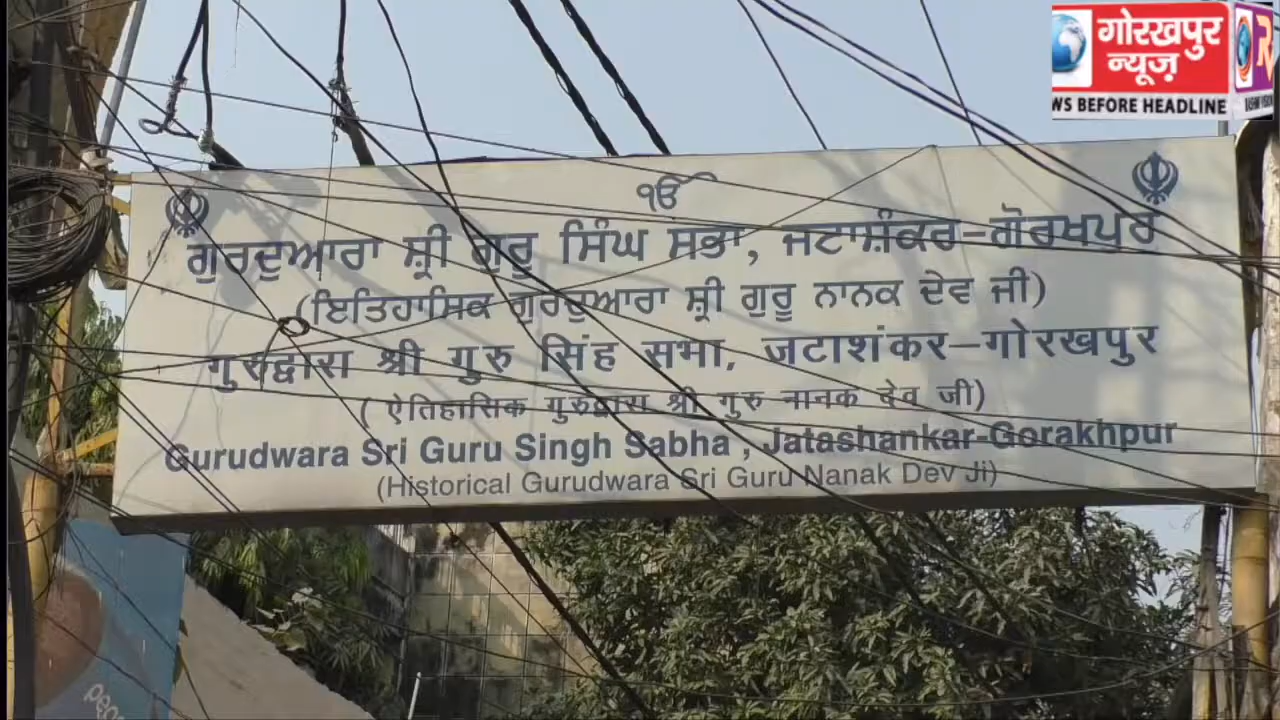 गोरखपुर
न्यूज़
WS BEFORE HEADLINE
ੴ
ਗੁਰਦੁਆਰਾ ਸ਼੍ਰੀ ਗੁਰੂ ਸਿੰਘ ਸਭਾ, ਜਟਾਸ਼ੰਕਰ-ਗੋਰਖਪੁਰ
(ਇਤਿਹਾਸਿਕ ਗੁਰਦੁਆਰਾ ਸ਼੍ਰੀ ਗੁਰੂ ਨਾਨਕ ਦੇਵ ਜੀ)
गुरुद्वारा श्री गुरु सिंह सभा, जटाशंकर-गोरखपुर
( ऐतिहासिक गुरुद्वारा श्री गुरु नानक देव जी)
Gurudwara Sri Guru Singh Sabha , Jatashankar-Gorakhpur
(Historical Gurudwara Sri Guru Nanak Dev Ji)